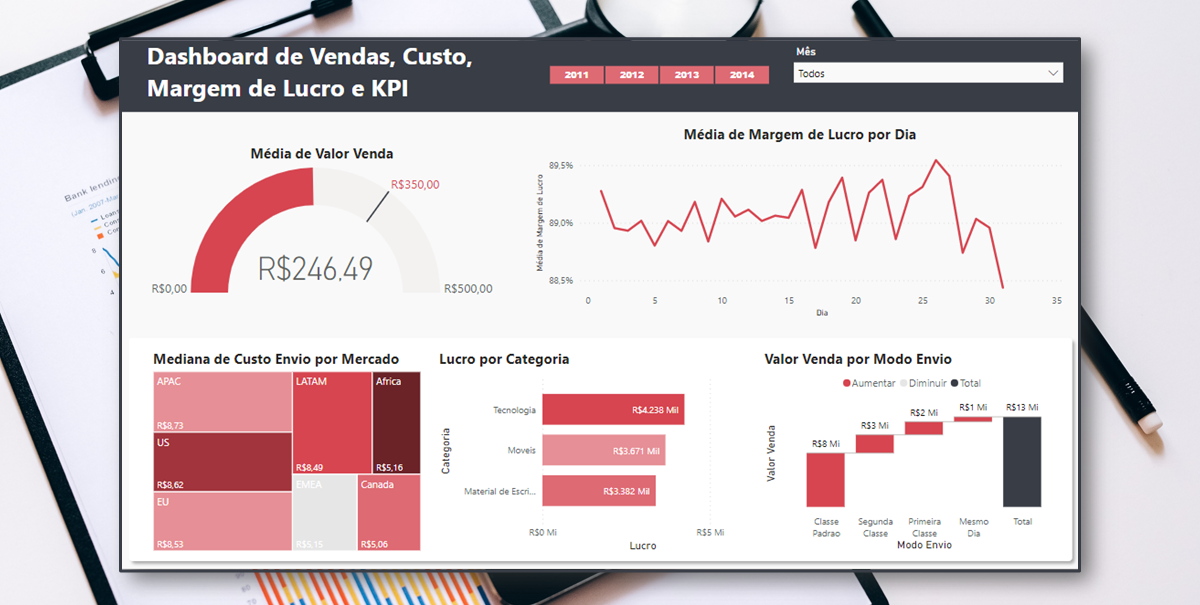 Dashboard de Vendas, Custo,
Margem de Lucro e KPI
2011 2012 2013 2014
Mês
Todos
Média de Valor Venda
R$350,00
R$246,49
R$0,00
R$500,00
Média de Margem de Lucro por Dia
Média de Margem de Lucro
89,5%
89,0%
88,5%
0 5 10 15 20 25 30 35
Dia
Bank lending
Mediana de Custo Envio por Mercado
APAC
R$8,73
US
R$8,62
EU
R$8,53
LATAM
R$8,49
Africa
R$5,16
EMEA
R$5,15
Canada
R$5,06
Lucro por Categoria
Categoria
Tecnologia
R$4.238 Mil
Moveis
R$3.671 Mil
Material de Escri...
R$3.382 Mil
R$0 Mi
R$5 Mi
Lucro
Valor Venda por Modo Envio
Aumentar Diminuir Total
Valor Venda
R$8 Mi
R$3 Mi
R$2 Mi
R$1 Mi
R$13 Mi
Classe
Padrao
Segunda
Classe
Primeira
Classe
Mesmo
Dia
Total
Modo Envio